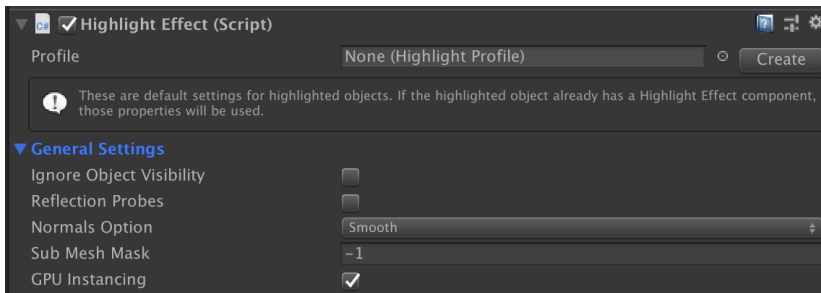 C# Highlight Effect (Script)
Profile None (Highlight Profile) Create
These are default settings for highlighted objects. If the highlighted object already has a Highlight Effect component,
those properties will be used.
General Settings
Ignore Object Visibility
Reflection Probes
Normals Option Smooth
Sub Mesh Mask -1
GPU Instancing